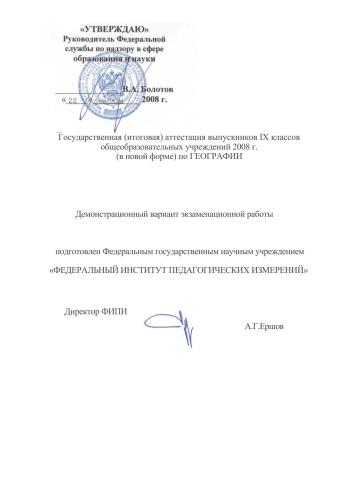 «УТВЕРЖДАЮ»
Руководитель Федеральной
службы по надзору в сфере
образования и науки
В.А. Болотов
« 22 » января 2008 г.
Государственная (итоговая) аттестация выпускников IX классов
общеобразовательных учреждений 2008 г.
(в новой форме) по ГЕОГРАФИИ
Демонстрационный вариант экзаменационной работы
подготовлен Федеральным государственным научным учреждением
«ФЕДЕРАЛЬНЫЙ ИНСТИТУТ ПЕДАГОГИЧЕСКИХ ИЗМЕРЕНИЙ»
Директор ФИПИ
А.Г.Ершов